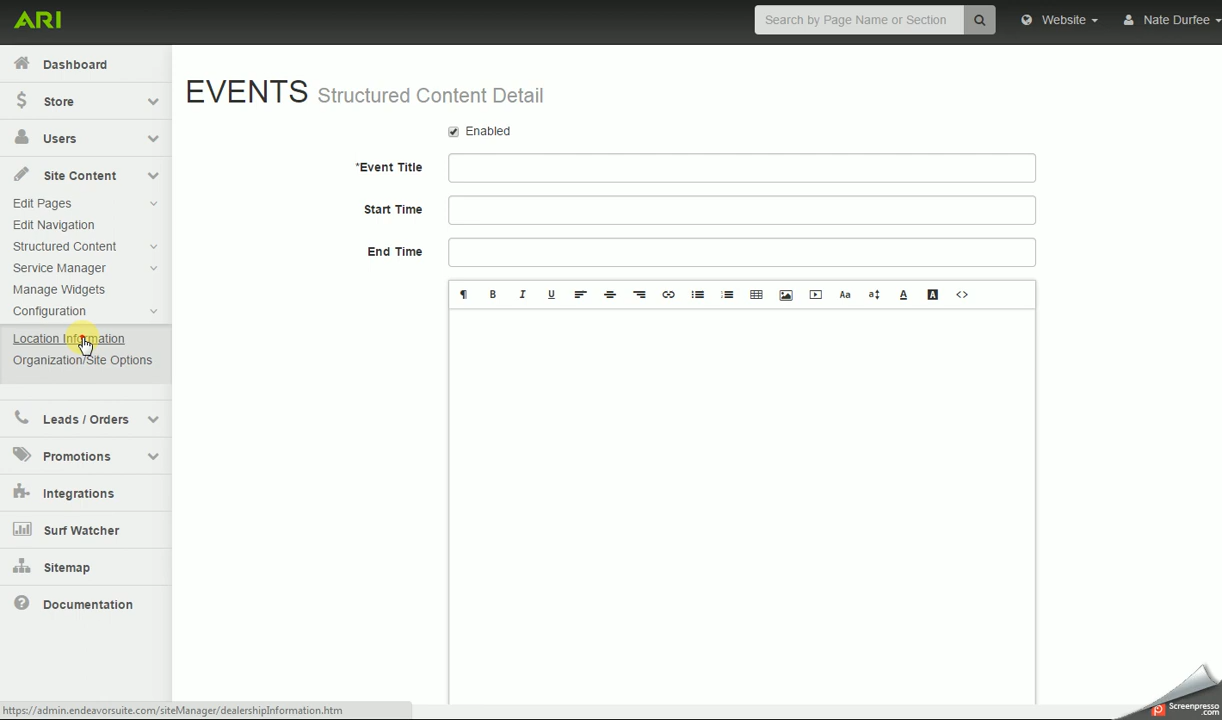 ARI
Search by Page Name or Section
Website
Nate Durfee
Dashboard
Store
Users
Site Content
Edit Pages
Edit Navigation
Structured Content
Service Manager
Manage Widgets
Configuration
Location Information
Organization/Site Options
Leads / Orders
Promotions
Integrations
Surf Watcher
Sitemap
Documentation
EVENTS Structured Content Detail
Enabled
*Event Title
Start Time
End Time
¶ B I U Aa a↕ A A <>
https://admin.endeavorsuite.com/siteManager/dealershipInformation.htm
Screenpresso
.com